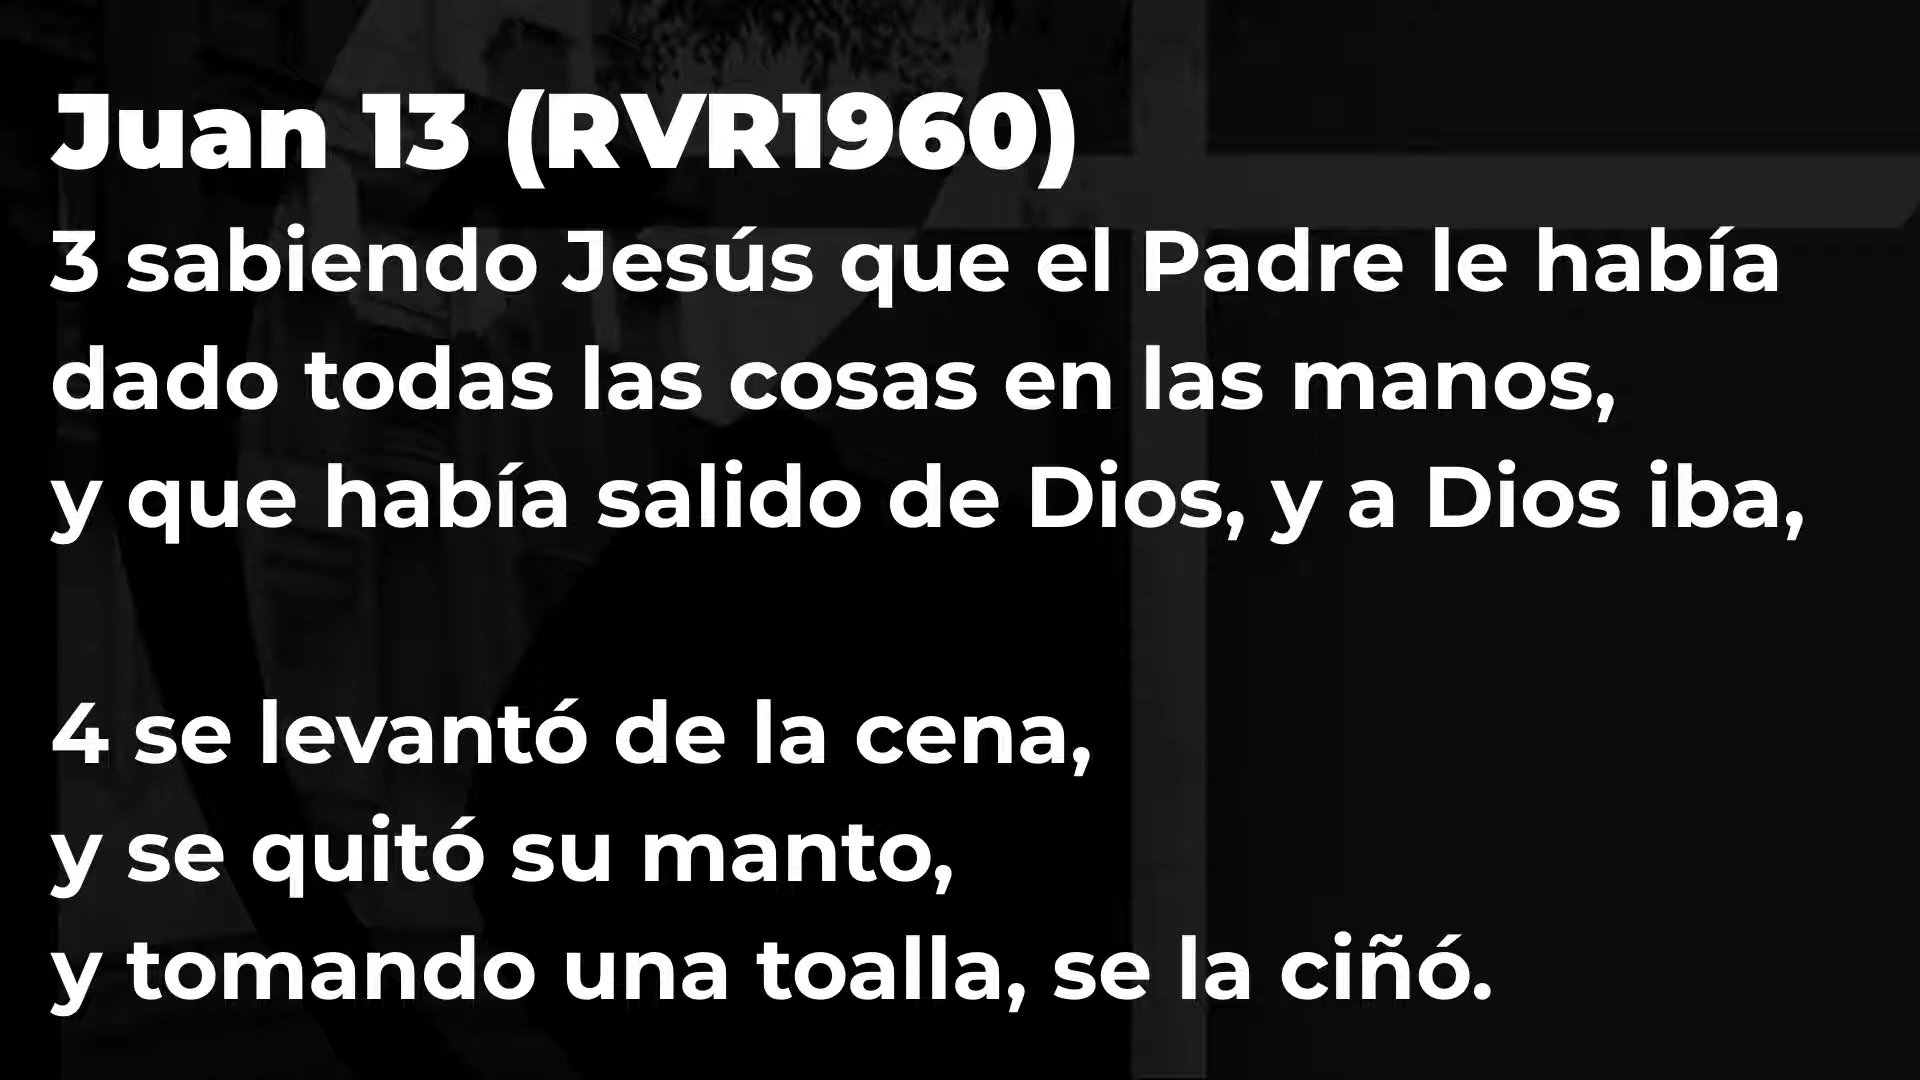 Juan 13 (RVR1960)
3 sabiendo Jesús que el Padre le había
dado todas las cosas en las manos,
y que había salido de Dios, y a Dios iba,
4 se levantó de la cena,
y se quitó su manto,
y tomando una toalla, se la ciñó.